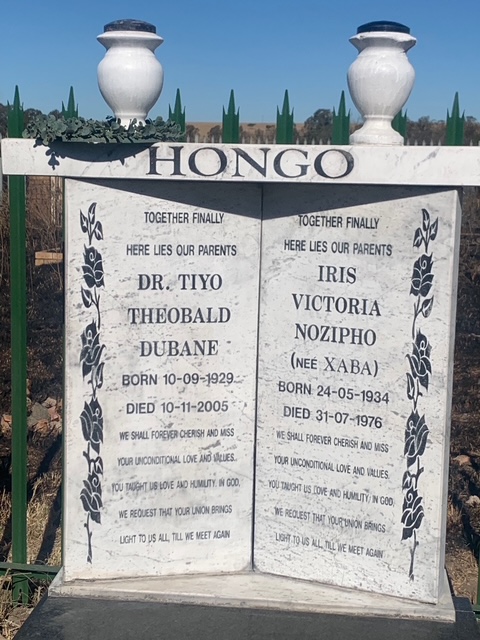 HONGO
TOGETHER FINALLY
HERE LIES OUR PARENTS
DR. TIYO
THEOBALD
DUBANE
BORN 10-09-1929
DIED 10-11-2005
WE SHALL FOREVER CHERISH AND MISS
YOUR UNCONDITIONAL LOVE AND VALUES.
YOU TAUGHT US LOVE AND HUMILITY, IN GOD,
WE REQUEST THAT YOUR UNION BRINGS
LIGHT TO US ALL, TILL WE MEET AGAIN
TOGETHER FINALLY
HERE LIES OUR PARENTS
IRIS
VICTORIA
NOZIPHO
(NEÉ XABA)
BORN 24-05-1934
DIED 31-07-1976
WE SHALL FOREVER CHERISH AND MISS
YOUR UNCONDITIONAL LOVE AND VALUES.
YOU TAUGHT US LOVE AND HUMILITY, IN GOD,
WE REQUEST THAT YOUR UNION BRINGS
LIGHT TO US ALL, TILL WE MEET AGAIN